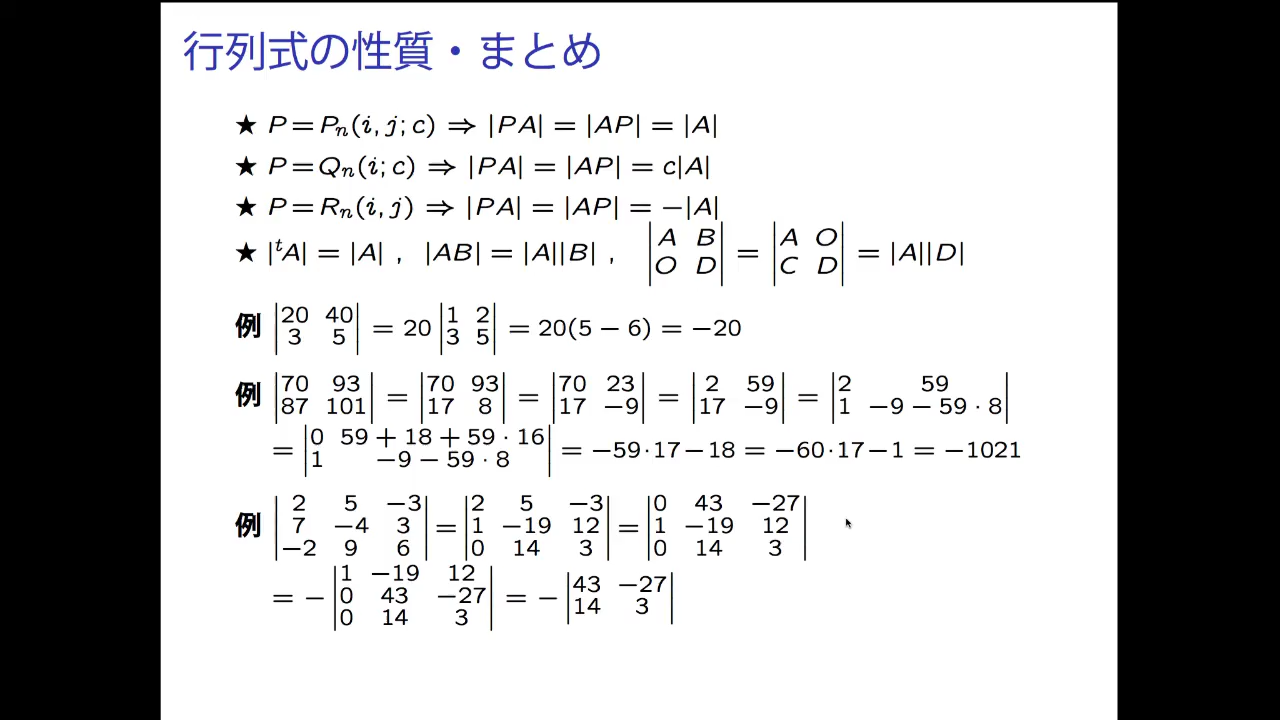 行列式の性質・まとめ
★ P = Pₙ(i, j; c) ⇒ |PA| = |AP| = |A|
★ P = Qₙ(i; c) ⇒ |PA| = |AP| = c|A|
★ P = Rₙ(i, j) ⇒ |PA| = |AP| = −|A|
★ |ᵗA| = |A| , |AB| = |A||B| , |A B; O D| = |A O; C D| = |A||D|
例 |20 40; 3 5| = 20 |1 2; 3 5| = 20(5 − 6) = −20
例 |70 93; 87 101| = |70 93; 17 8| = |70 23; 17 −9| = |2 59; 17 −9| = |2 59; 1 −9 − 59 · 8|
= |0 59 + 18 + 59 · 16; 1 −9 − 59 · 8| = −59·17−18 = −60·17−1 = −1021
例 |2 5 −3; 7 −4 3; −2 9 6| = |2 5 −3; 1 −19 12; 0 14 3| = |0 43 −27; 1 −19 12; 0 14 3|
= − |1 −19 12; 0 43 −27; 0 14 3| = − |43 −27; 14 3|